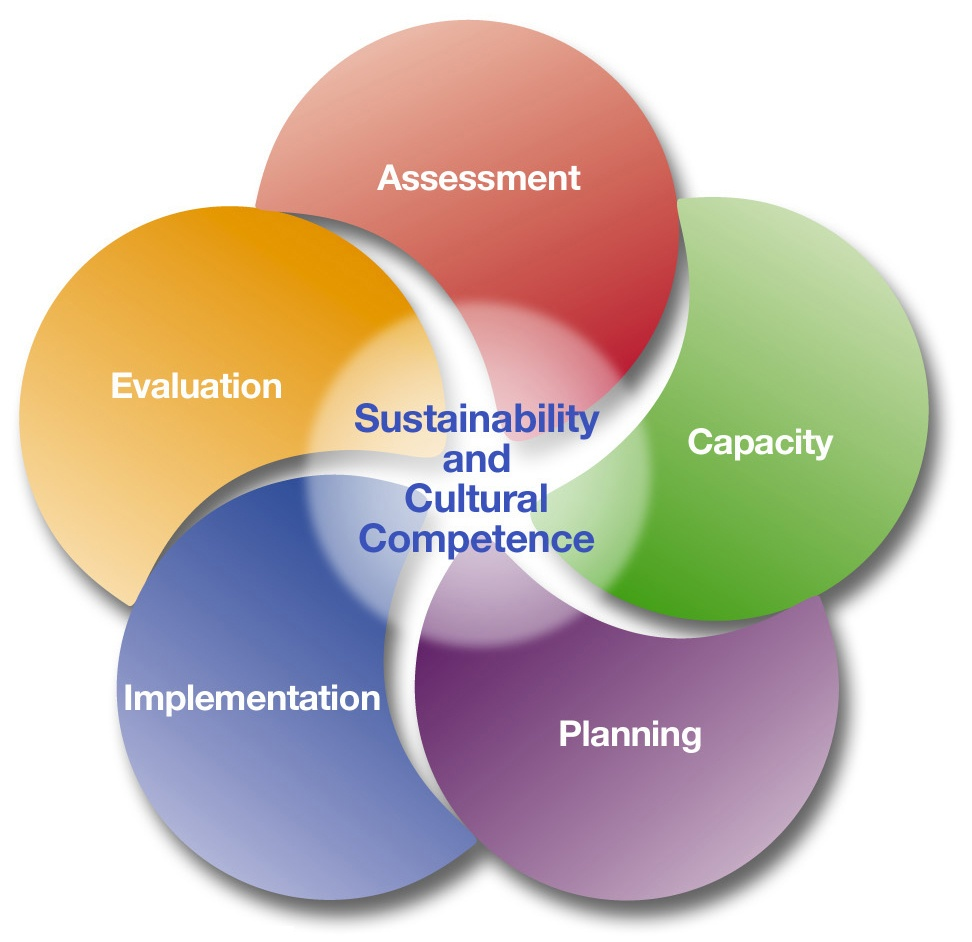 Assessment
Evaluation
Capacity
Sustainability
and
Cultural
Competence
Implementation
Planning